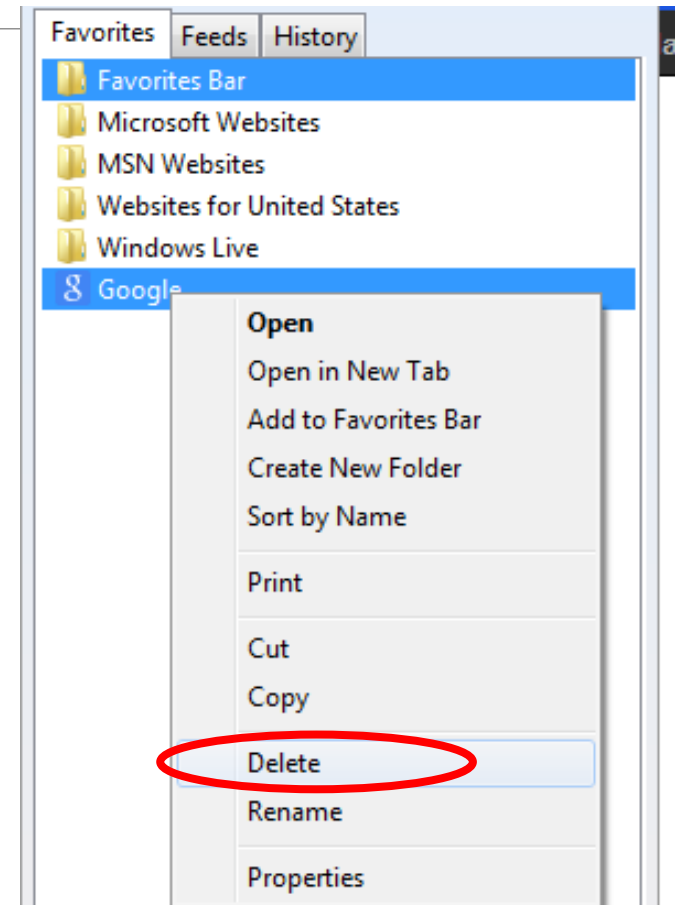 Favorites Feeds History
Favorites Bar
Microsoft Websites
MSN Websites
Websites for United States
Windows Live
8 Google
Open
Open in New Tab
Add to Favorites Bar
Create New Folder
Sort by Name
Print
Cut
Copy
Delete
Rename
Properties